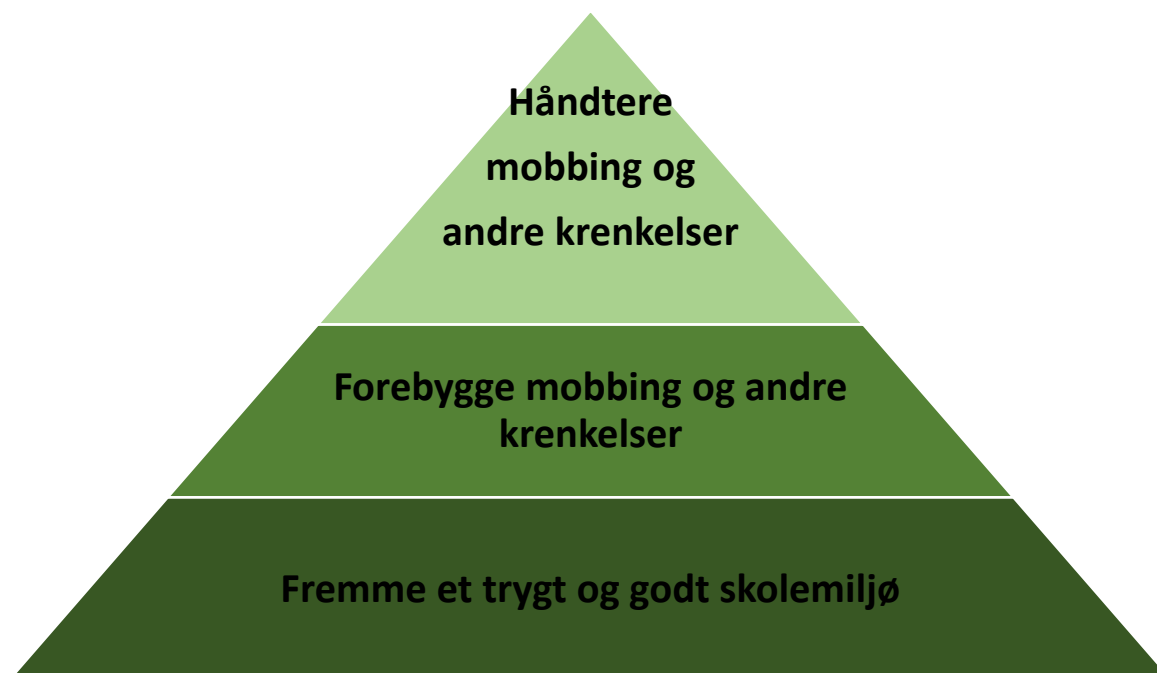 Håndtere
mobbing og
andre krenkelser
Forebygge mobbing og andre
krenkelser
Fremme et trygt og godt skolemiljø